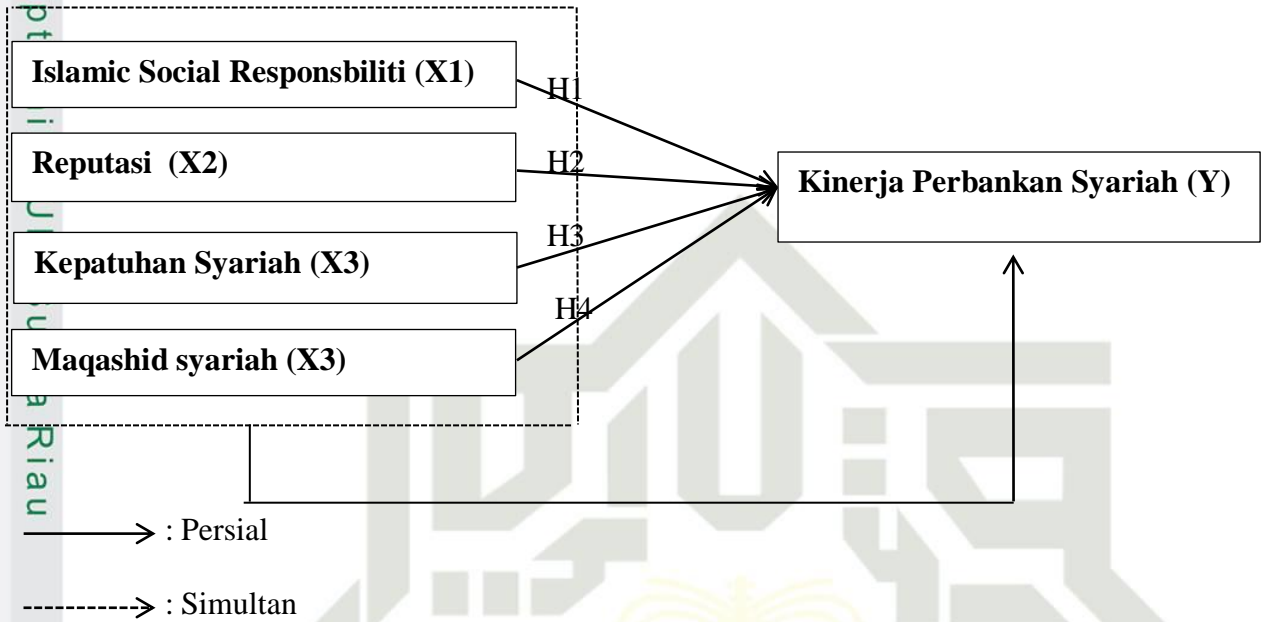 Islamic Social Responsbiliti (X1)
Reputasi (X2)
Kepatuhan Syariah (X3)
Maqashid syariah (X3)
H1
H2
H3
H4
Kinerja Perbankan Syariah (Y)
: Persial
: Simultan
a Riau